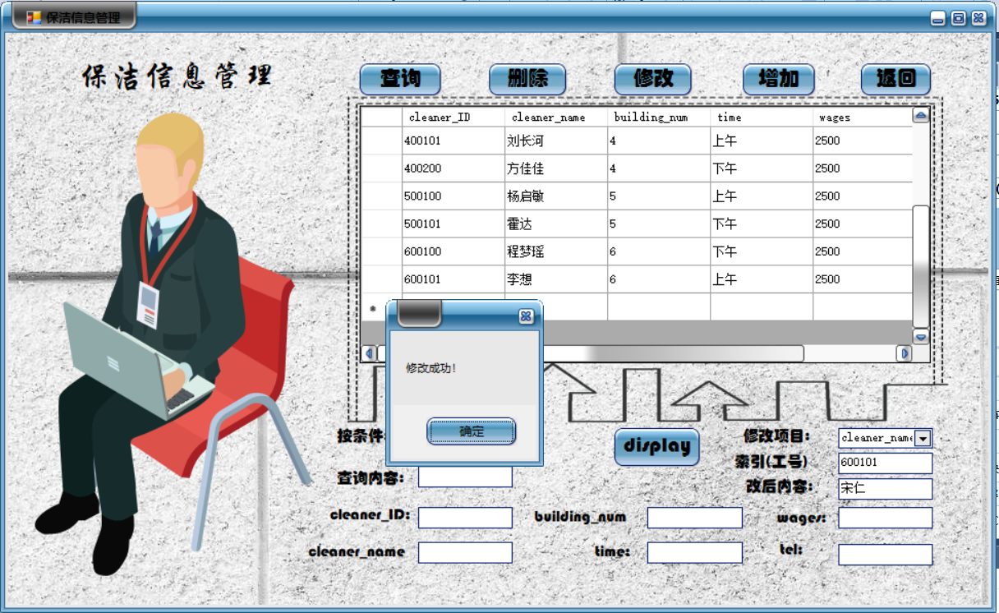 保洁信息管理
保洁信息管理
查询 删除 修改 增加 返回
cleaner_ID cleaner_name building_num time wages
400101 刘长河 4 上午 2500
400200 方佳佳 4 下午 2500
500100 杨启敏 5 上午 2500
500101 霍达 5 下午 2500
600100 程梦瑶 6 下午 2500
600101 李想 6 上午 2500
*
修改成功!
确定
按条件:
display
修改项目: cleaner_name
索引(工号) 600101
查询内容:
改后内容: 宋仁
cleaner_ID: building_num wages:
cleaner_name time: tel: